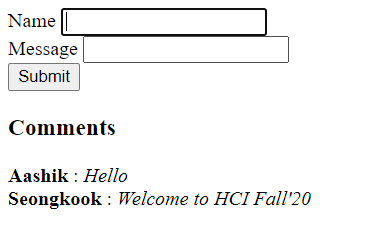 Name
Message
Submit
Comments
Aashik : Hello
Seongkook : Welcome to HCI Fall'20